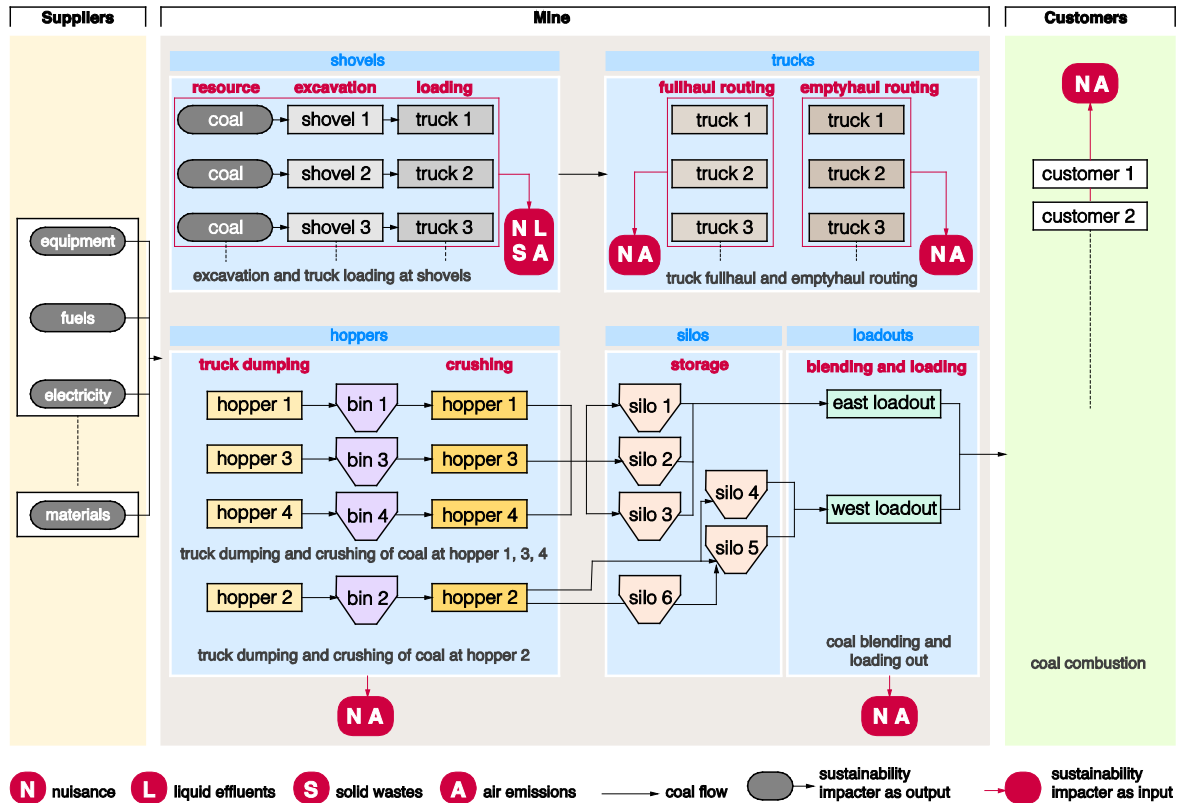 Suppliers
Mine
Customers
shovels
resource
excavation
loading
coal
shovel 1
truck 1
coal
shovel 2
truck 2
coal
shovel 3
truck 3
N L
S A
excavation and truck loading at shovels
trucks
fullhaul routing
emptyhaul routing
truck 1
truck 1
truck 2
truck 2
truck 3
truck 3
N A
N A
truck fullhaul and emptyhaul routing
N A
customer 1
customer 2
coal combustion
equipment
fuels
electricity
materials
hoppers
truck dumping
crushing
hopper 1
bin 1
hopper 1
hopper 3
bin 3
hopper 3
hopper 4
bin 4
hopper 4
truck dumping and crushing of coal at hopper 1, 3, 4
hopper 2
bin 2
hopper 2
truck dumping and crushing of coal at hopper 2
N A
silos
storage
silo 1
silo 2
silo 3
silo 4
silo 5
silo 6
loadouts
blending and loading
east loadout
west loadout
coal blending and
loading out
N A
N
nuisance
L
liquid effluents
S
solid wastes
A
air emissions
coal flow
sustainability
impacter as output
sustainability
impacter as input